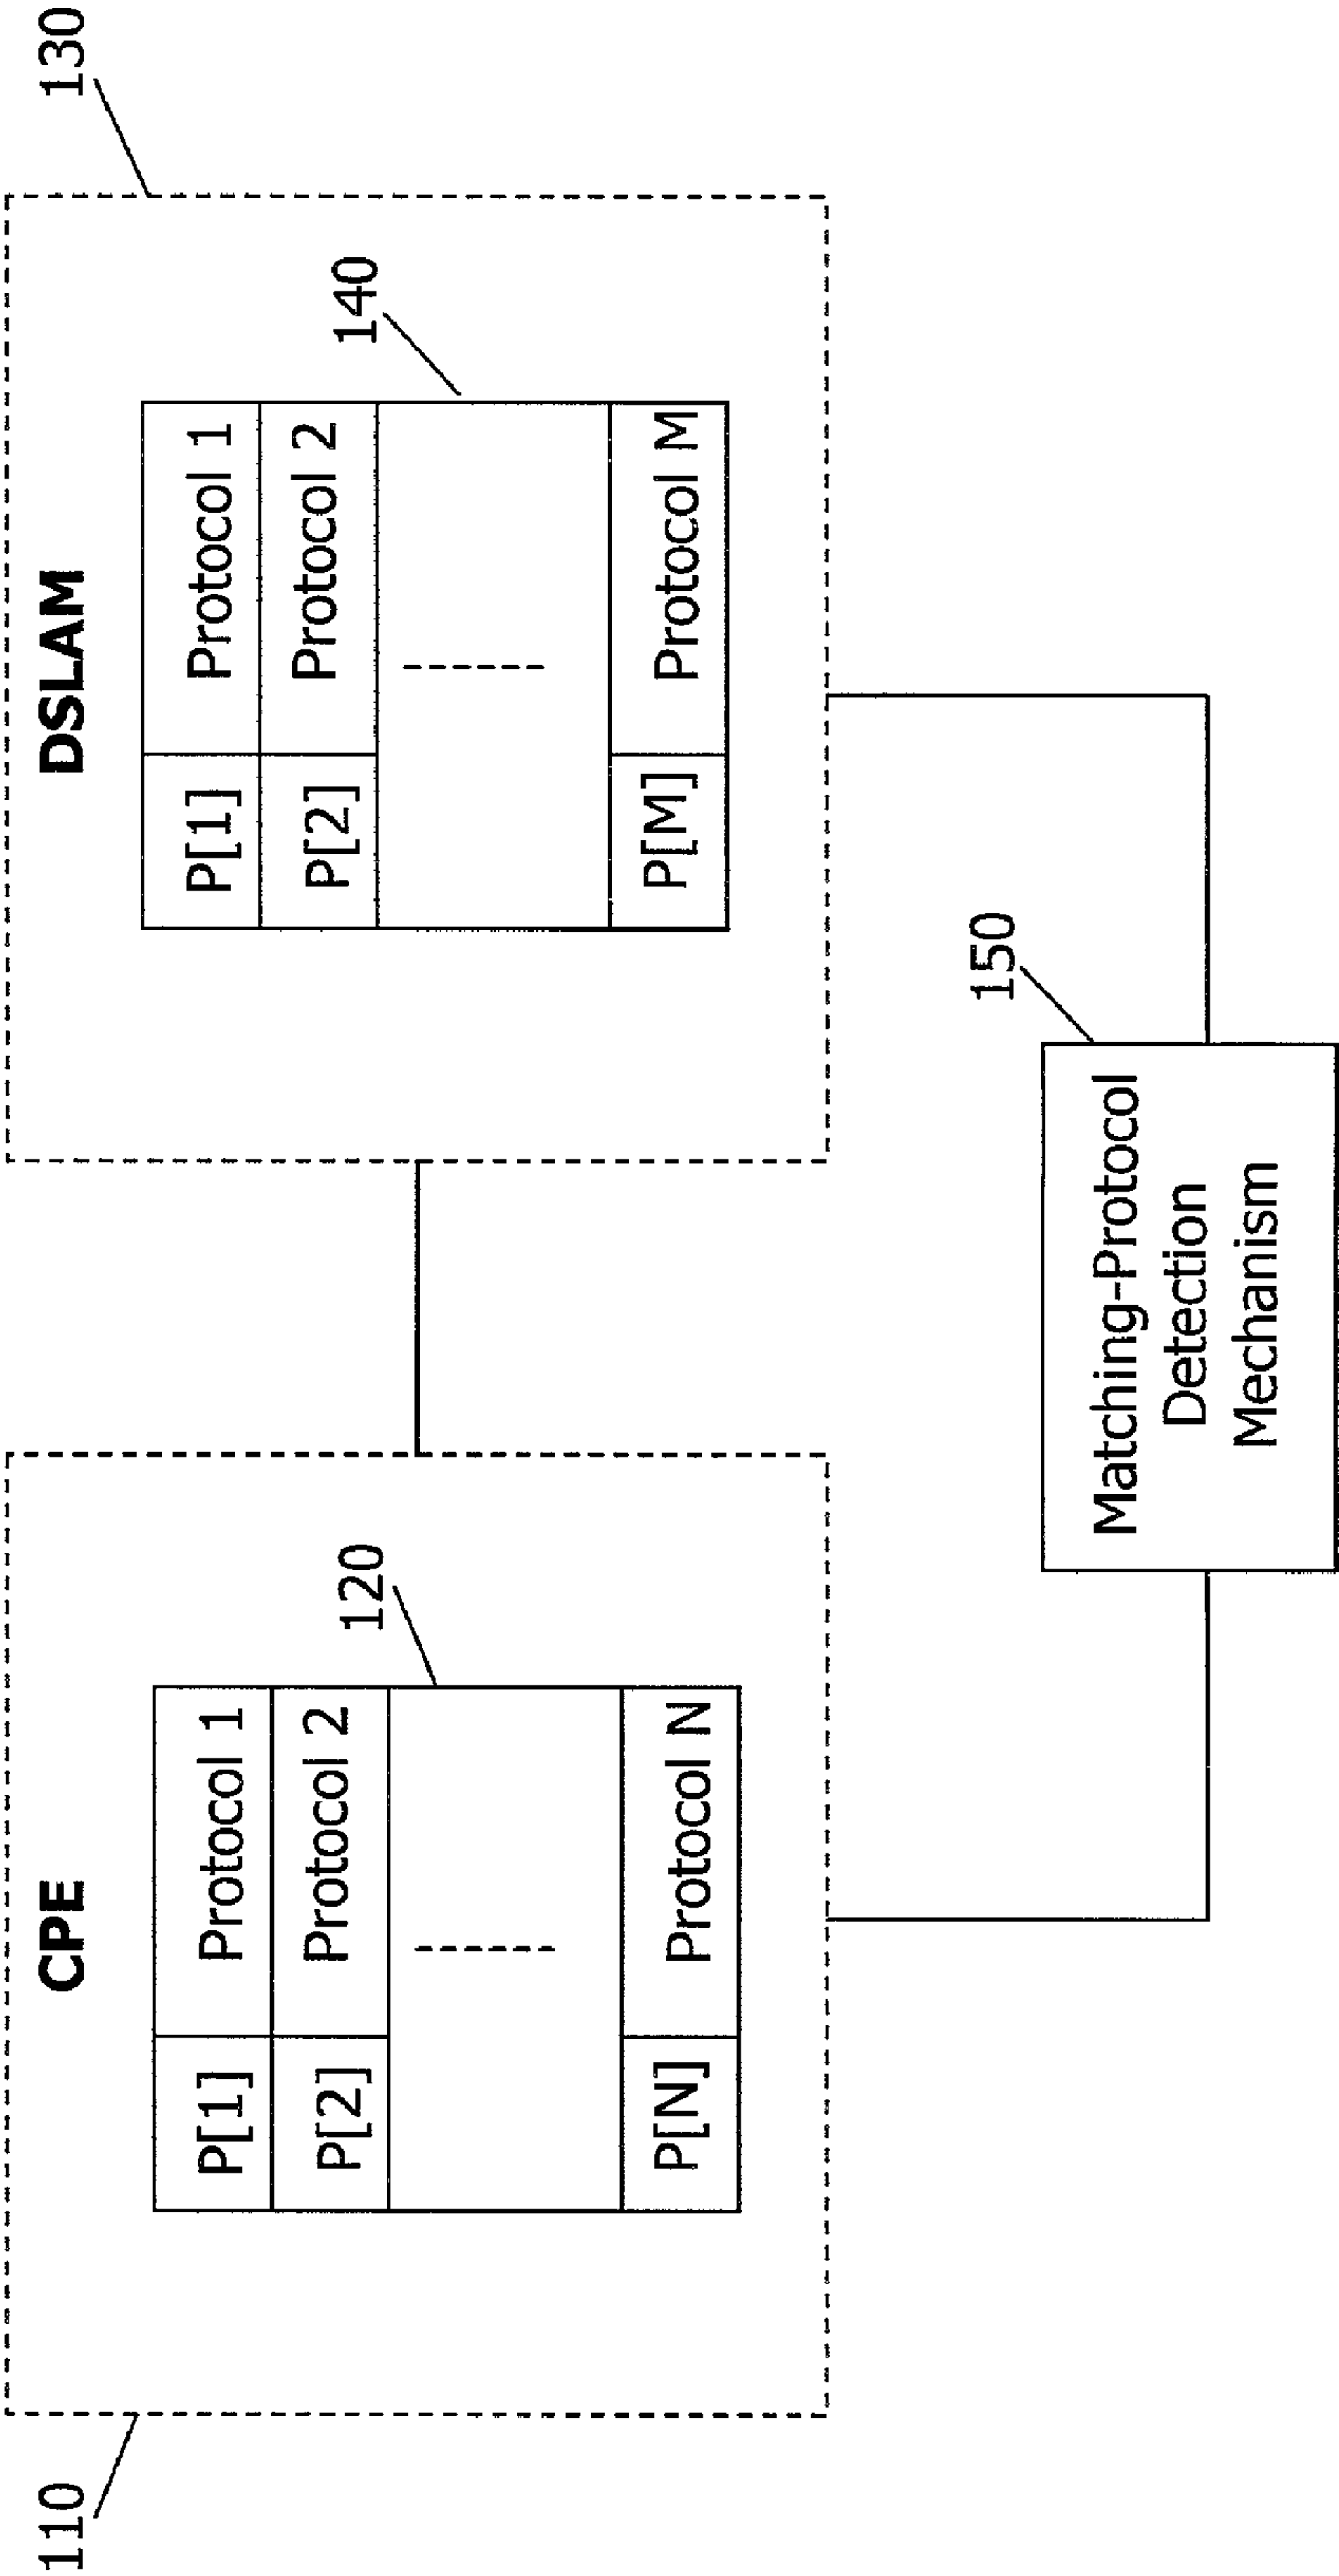 110
CPE
P[1] Protocol 1
P[2] Protocol 2
P[N] Protocol N
120
130
DSLAM
P[1] Protocol 1
P[2] Protocol 2
P[M] Protocol M
140
150
Matching-Protocol
Detection
Mechanism